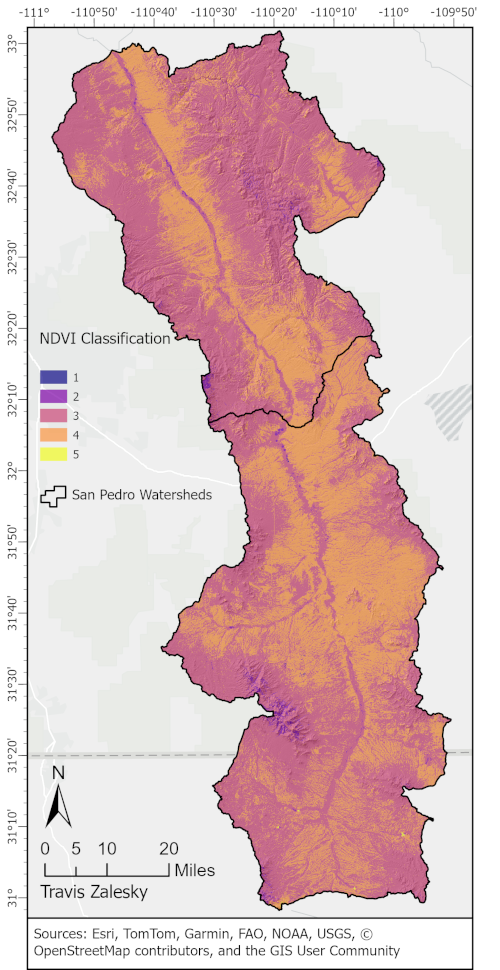 -111° -110°50' -110°40' -110°30' -110°20' -110°10' -110° -109°50'
33°
32°50'
32°40'
32°30'
32°20'
32°10'
32°
31°50'
31°40'
31°30'
31°20'
31°10'
31°
NDVI Classification
1
2
3
4
5
San Pedro Watersheds
N
0 5 10 20
Miles
Travis Zalesky
Sources: Esri, TomTom, Garmin, FAO, NOAA, USGS, ©
OpenStreetMap contributors, and the GIS User Community